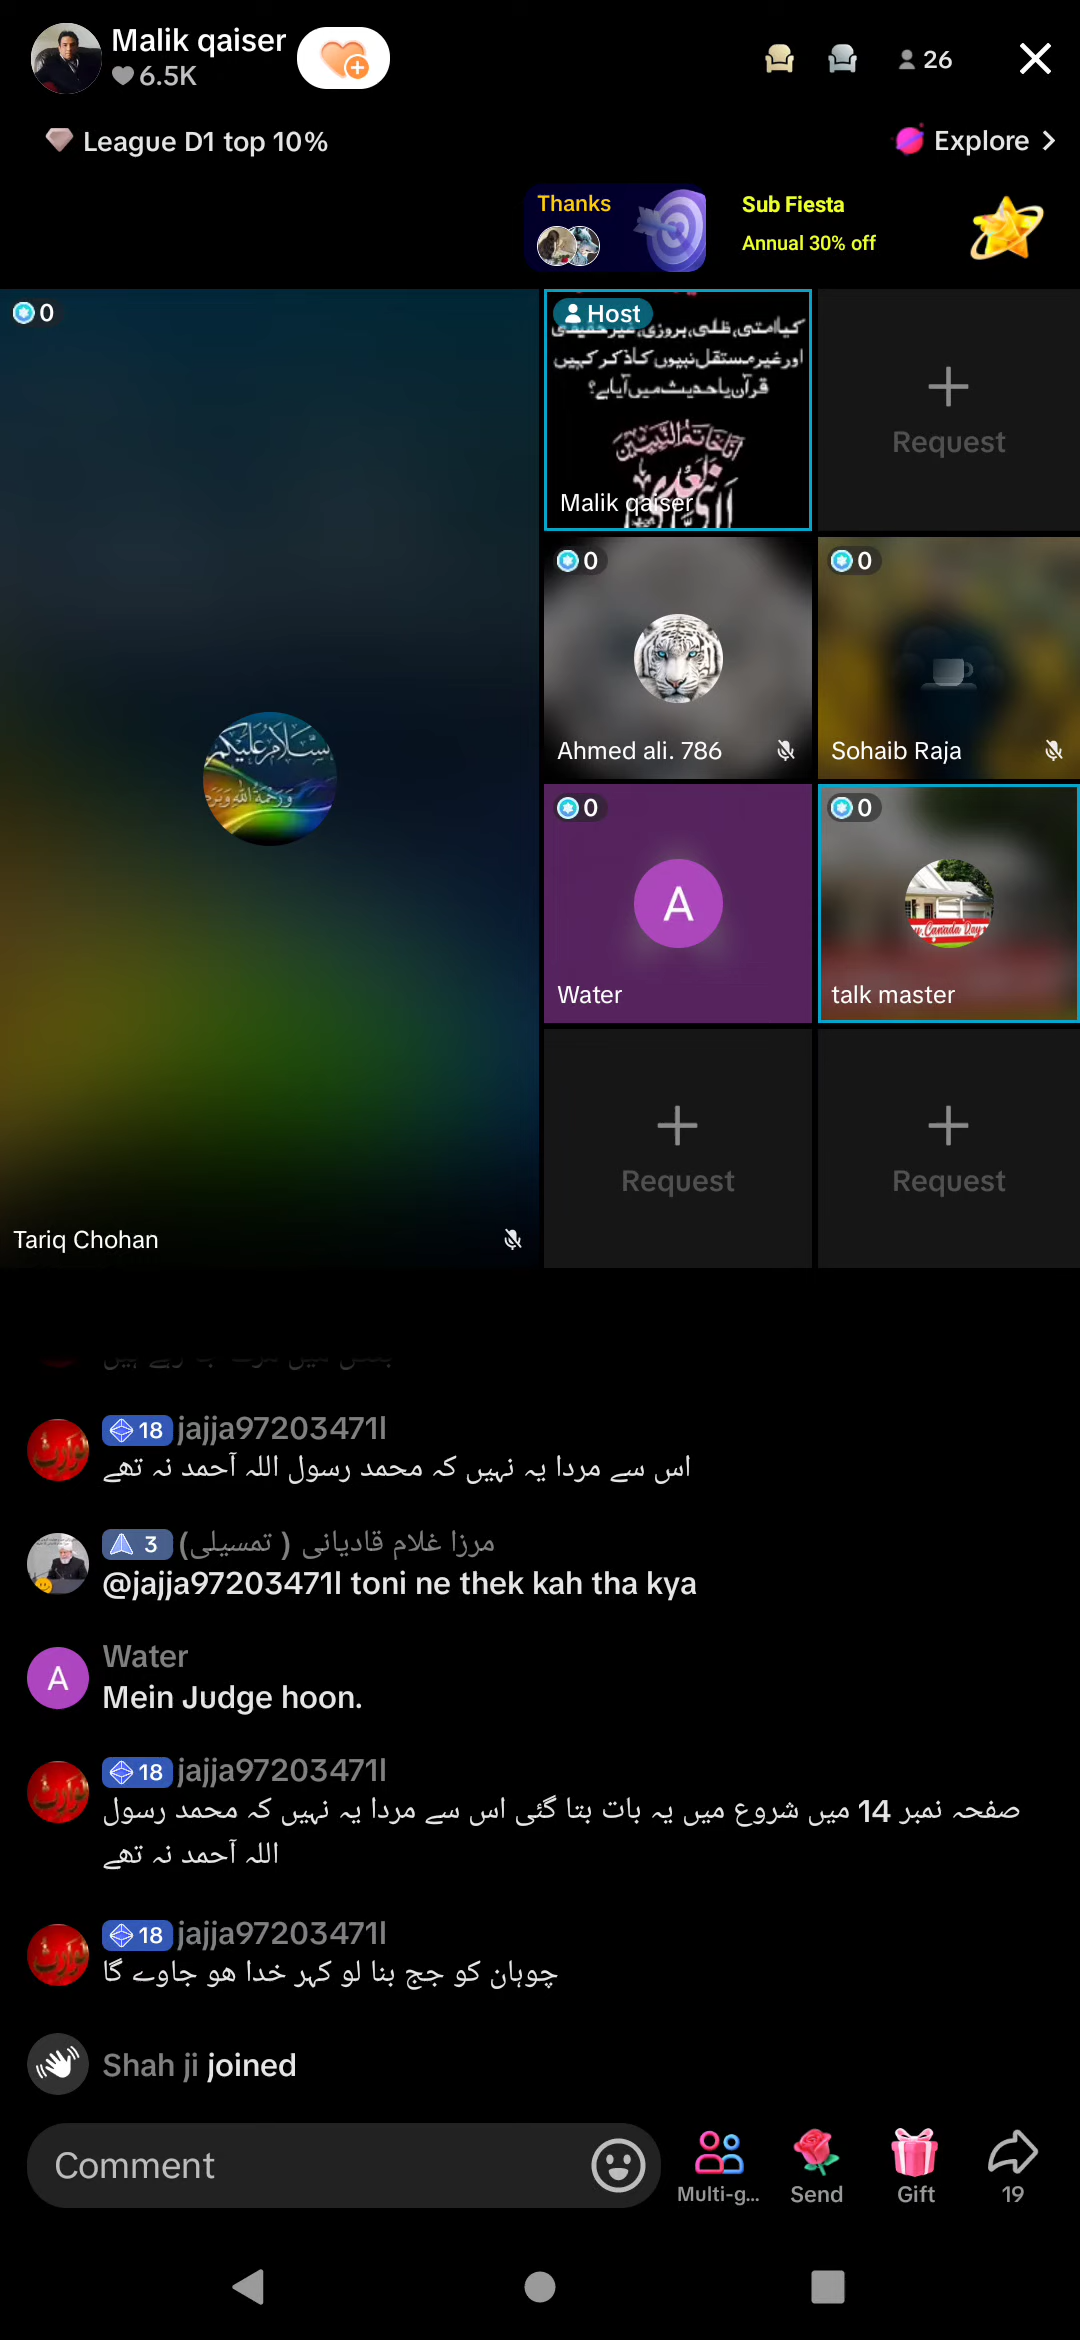 Malik qaiser
6.5K
26
League D1 top 10%
Explore
Thanks
Sub Fiesta
Annual 30% off
0
Host
کیا امتی، ظلی، بروزی، غیر حقیقی
اور غیر مستقل نبیوں کا ذکر کہیں
قرآن یا حدیث میں آیا ہے؟
انا خاتم النبیین
Malik qaiser
Request
0
Ahmed ali. 786
0
Sohaib Raja
0
A
Water
0
Canada Day
talk master
Request
Request
Tariq Chohan
18 jajja97203471l
اس سے مردا یہ نہیں کہ محمد رسول اللہ آحمد نہ تھے
3 مرزا غلام قادیانی ( تمسیلی)
@jajja97203471l toni ne thek kah tha kya
A
Water
Mein Judge hoon.
18 jajja97203471l
صفحہ نمبر 14 میں شروع میں یہ بات بتا گئی اس سے مردا یہ نہیں کہ محمد رسول
اللہ آحمد نہ تھے
18 jajja97203471l
چوہان کو جج بنا لو کہر خدا ھو جاوے گا
Shah ji joined
Comment
Multi-g...
Send
Gift
19